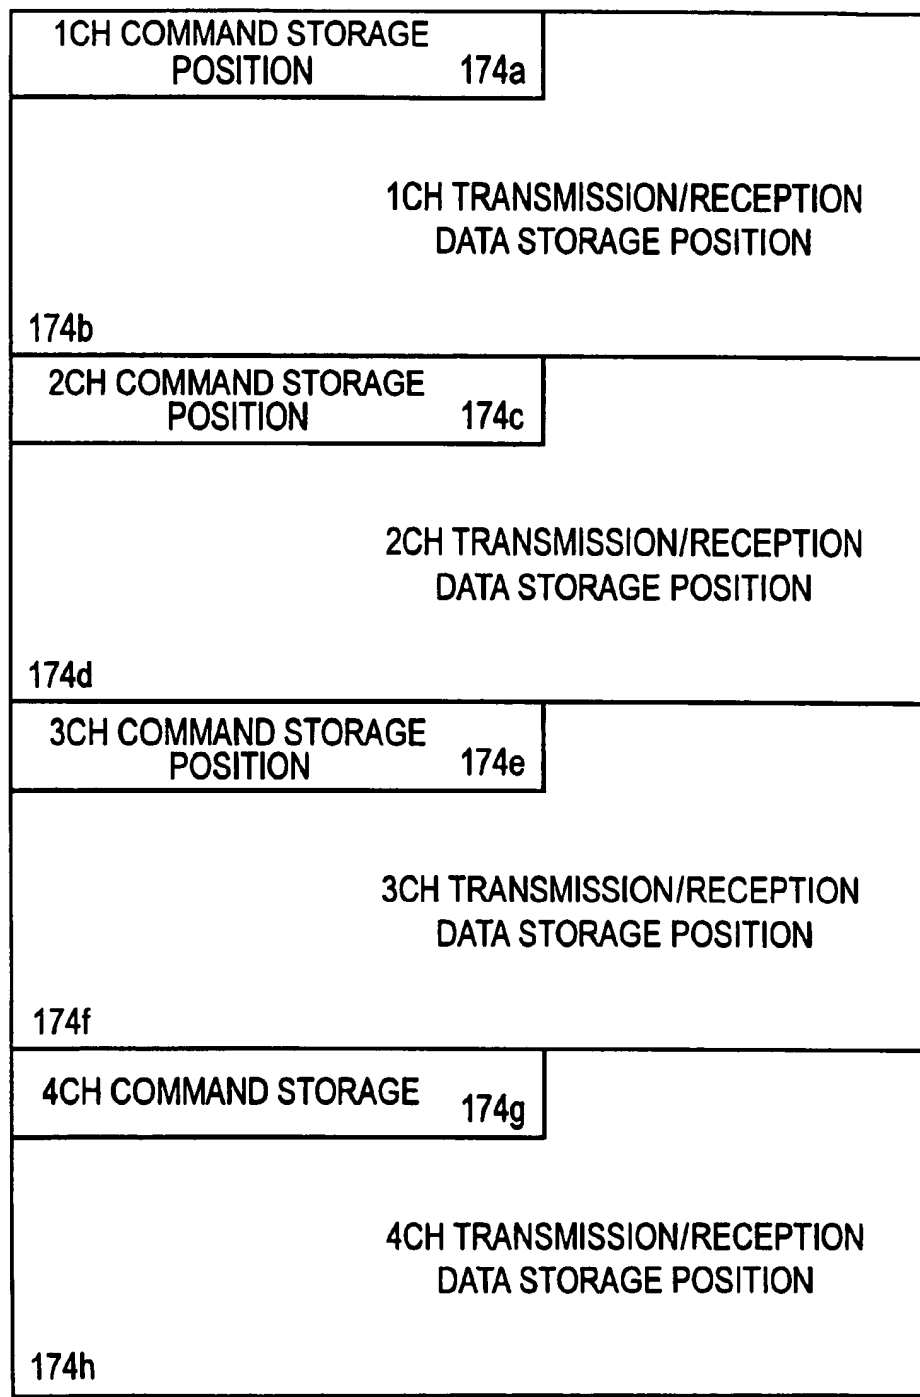 1CH COMMAND STORAGE
POSITION 174a
1CH TRANSMISSION/RECEPTION
DATA STORAGE POSITION
174b
2CH COMMAND STORAGE
POSITION 174c
2CH TRANSMISSION/RECEPTION
DATA STORAGE POSITION
174d
3CH COMMAND STORAGE
POSITION 174e
3CH TRANSMISSION/RECEPTION
DATA STORAGE POSITION
174f
4CH COMMAND STORAGE 174g
4CH TRANSMISSION/RECEPTION
DATA STORAGE POSITION
174h